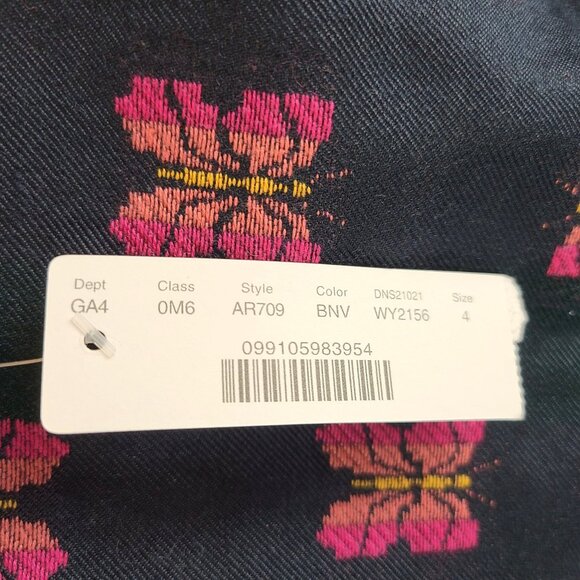 Dept Class Style Color DNS21021 Size
GA4 0M6 AR709 BNV WY2156 4
099105983954